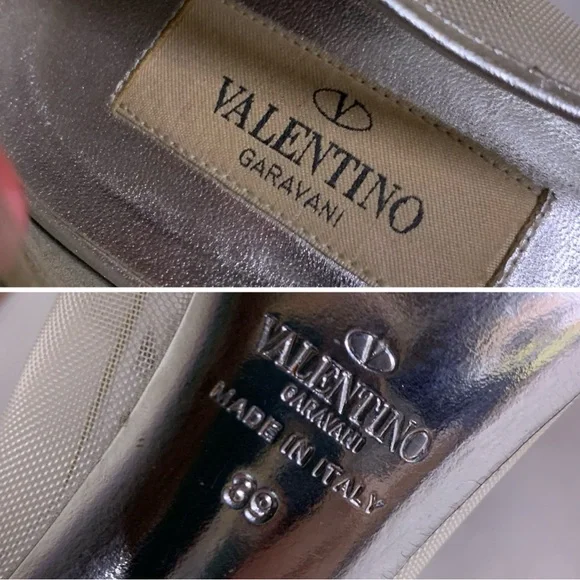 V
VALENTINO
GARAVANI
V
VALENTINO
GARAVANI
MADE IN ITALY
39